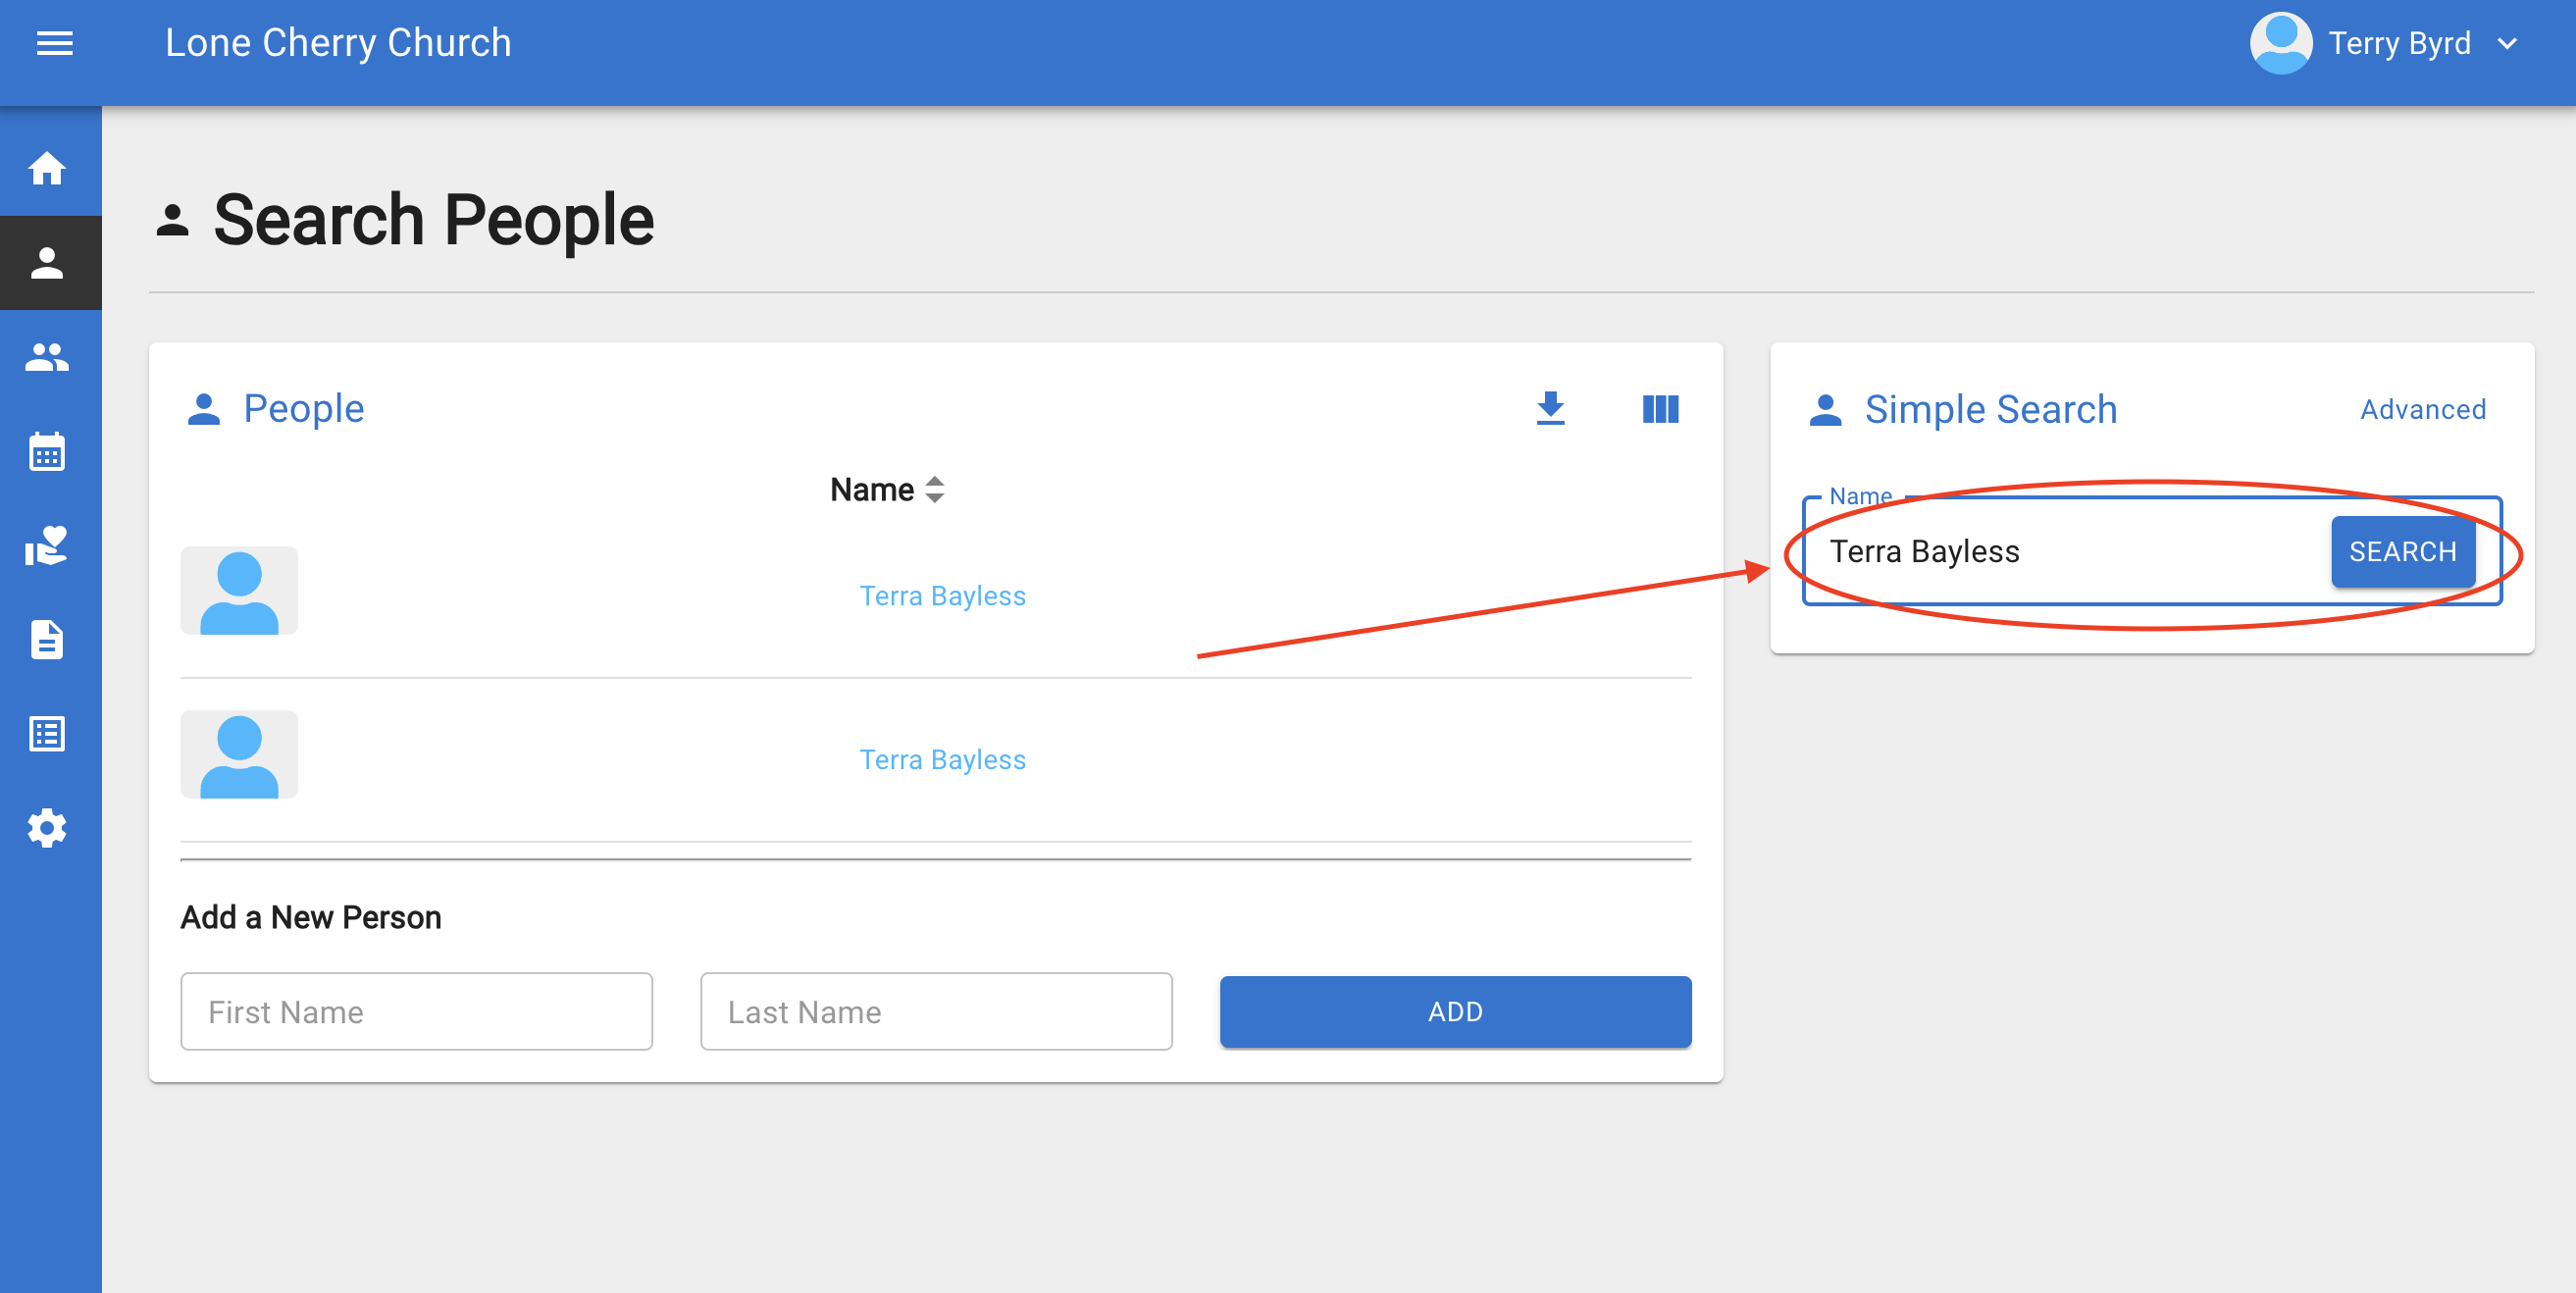 Lone Cherry Church
Terry Byrd
Search People
People
Name
Terra Bayless
Terra Bayless
Add a New Person
First Name
Last Name
ADD
Simple Search
Advanced
Name
Terra Bayless
SEARCH